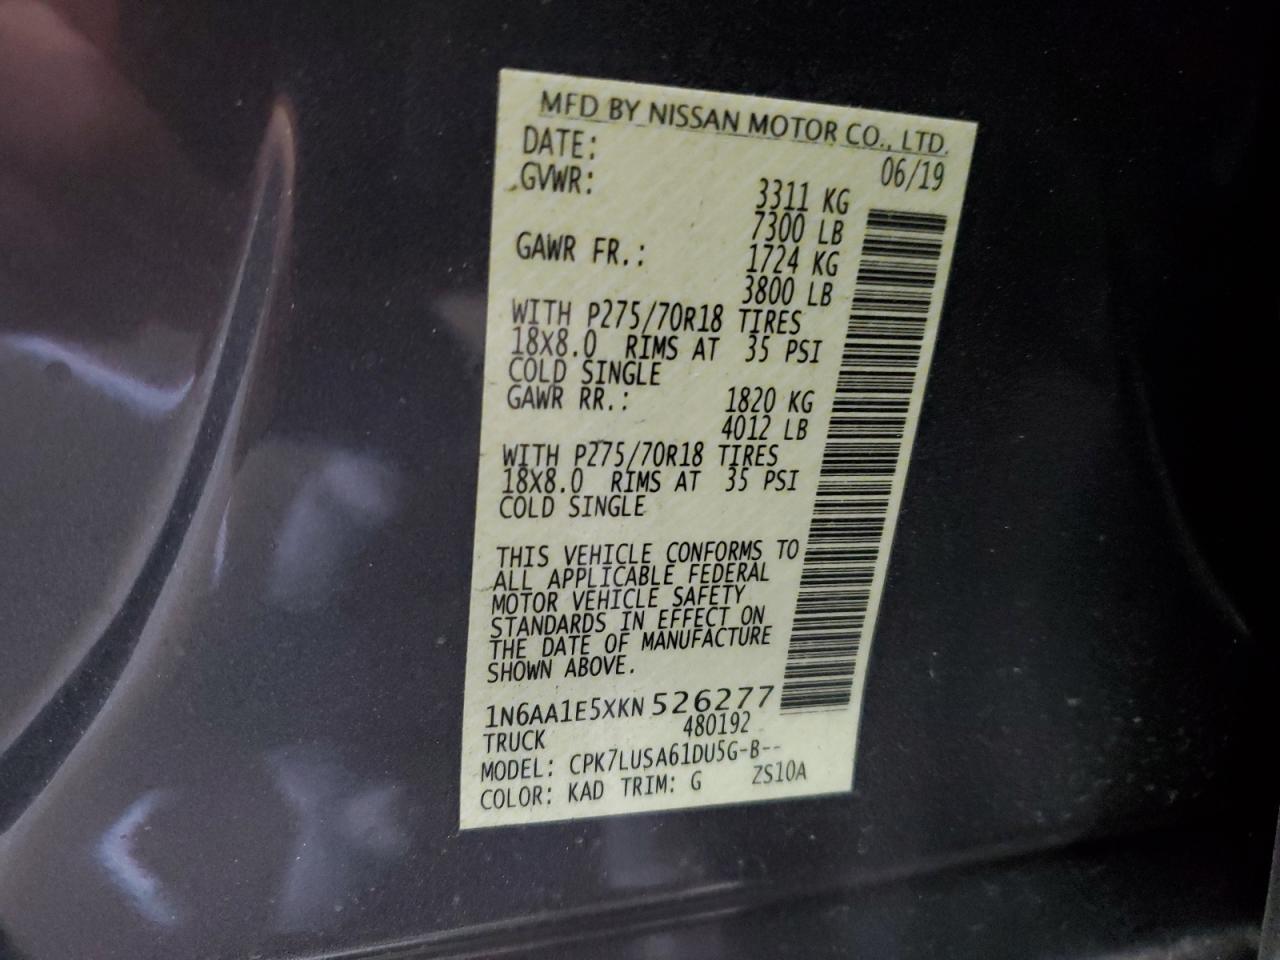 MFD BY NISSAN MOTOR CO., LTD.
DATE: 06/19
GVWR: 3311 KG
7300 LB
GAWR FR.: 1724 KG
3800 LB
WITH P275/70R18 TIRES
18X8.0 RIMS AT 35 PSI
COLD SINGLE
GAWR RR.: 1820 KG
4012 LB
WITH P275/70R18 TIRES
18X8.0 RIMS AT 35 PSI
COLD SINGLE
THIS VEHICLE CONFORMS TO
ALL APPLICABLE FEDERAL
MOTOR VEHICLE SAFETY
STANDARDS IN EFFECT ON
THE DATE OF MANUFACTURE
SHOWN ABOVE.
1N6AA1E5XKN526277
TRUCK 480192
MODEL: CPK7LUSA61DU5G-B--
COLOR: KAD TRIM: G ZS10A